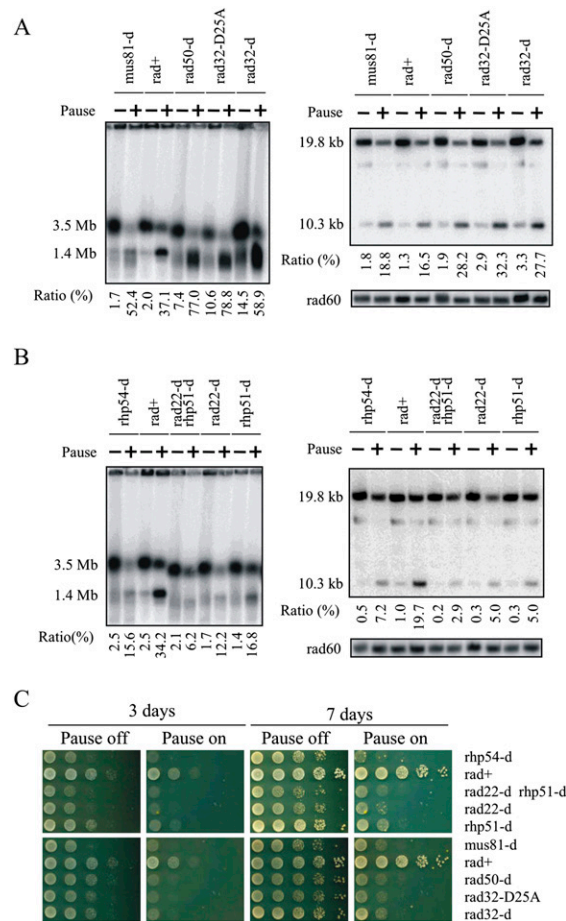 A
mus81-d rad+ rad50-d rad32-D25A rad32-d
Pause − + − + − + − + − +
3.5 Mb
1.4 Mb
Ratio (%) 1.7 52.4 2.0 37.1 7.4 77.0 10.6 78.8 14.5 58.9
mus81-d rad+ rad50-d rad32-D25A rad32-d
Pause − + − + − + − + − +
19.8 kb
10.3 kb
Ratio (%) 1.8 18.8 1.3 16.5 1.9 28.2 2.9 32.3 3.3 27.7
rad60
B
rhp54-d rad+ rad22-d rhp51-d rad22-d rhp51-d
Pause − + − + − + − + − +
3.5 Mb
1.4 Mb
Ratio(%) 2.5 15.6 2.5 34.2 2.1 6.2 1.7 12.2 1.4 16.8
rhp54-d rad+ rad22-d rhp51-d rad22-d rhp51-d
Pause − + − + − + − + − +
19.8 kb
10.3 kb
Ratio (%) 0.5 7.2 1.0 19.7 0.2 2.9 0.3 5.0 0.3 5.0
rad60
C
3 days 7 days
Pause off Pause on Pause off Pause on
rhp54-d
rad+
rad22-d rhp51-d
rad22-d
rhp51-d
mus81-d
rad+
rad50-d
rad32-D25A
rad32-d